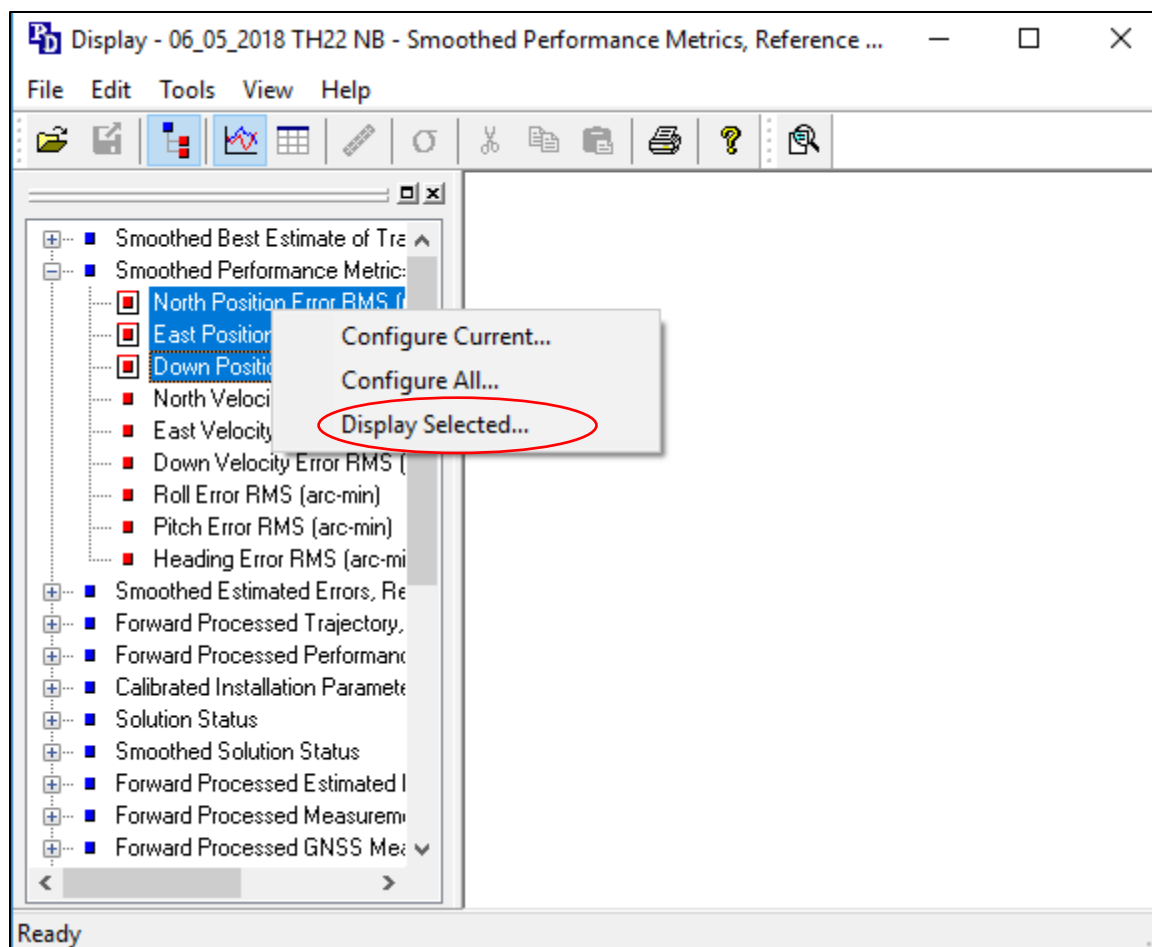 Display - 06_05_2018 TH22 NB - Smoothed Performance Metrics, Reference ...
File Edit Tools View Help
Smoothed Best Estimate of Tra
Smoothed Performance Metric
North Position Error RMS
East Position
Down Positi
North Veloci
East Velocity
Down Velocity Error RMS (
Roll Error RMS (arc-min)
Pitch Error RMS (arc-min)
Heading Error RMS (arc-mi
Smoothed Estimated Errors, Re
Forward Processed Trajectory,
Forward Processed Performanc
Calibrated Installation Paramete
Solution Status
Smoothed Solution Status
Forward Processed Estimated
Forward Processed Measurem
Forward Processed GNSS Mea
Configure Current...
Configure All...
Display Selected...
Ready